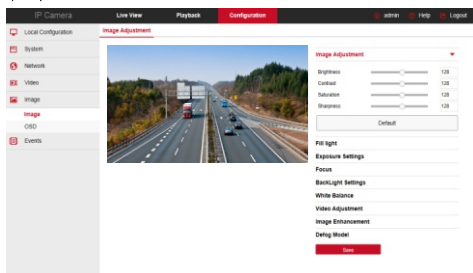 IP Camera Live View Playback Configuration admin Help Logout
Local Configuration
System
Network
Video
Image
Image
OSD
Events
Image Adjustment
Image Adjustment
Brightness 128
Contrast 128
Saturation 128
Sharpness 128
Default
Fill light
Exposure Settings
Focus
BackLight Settings
White Balance
Video Adjustment
Image Enhancement
Defog Model
Save